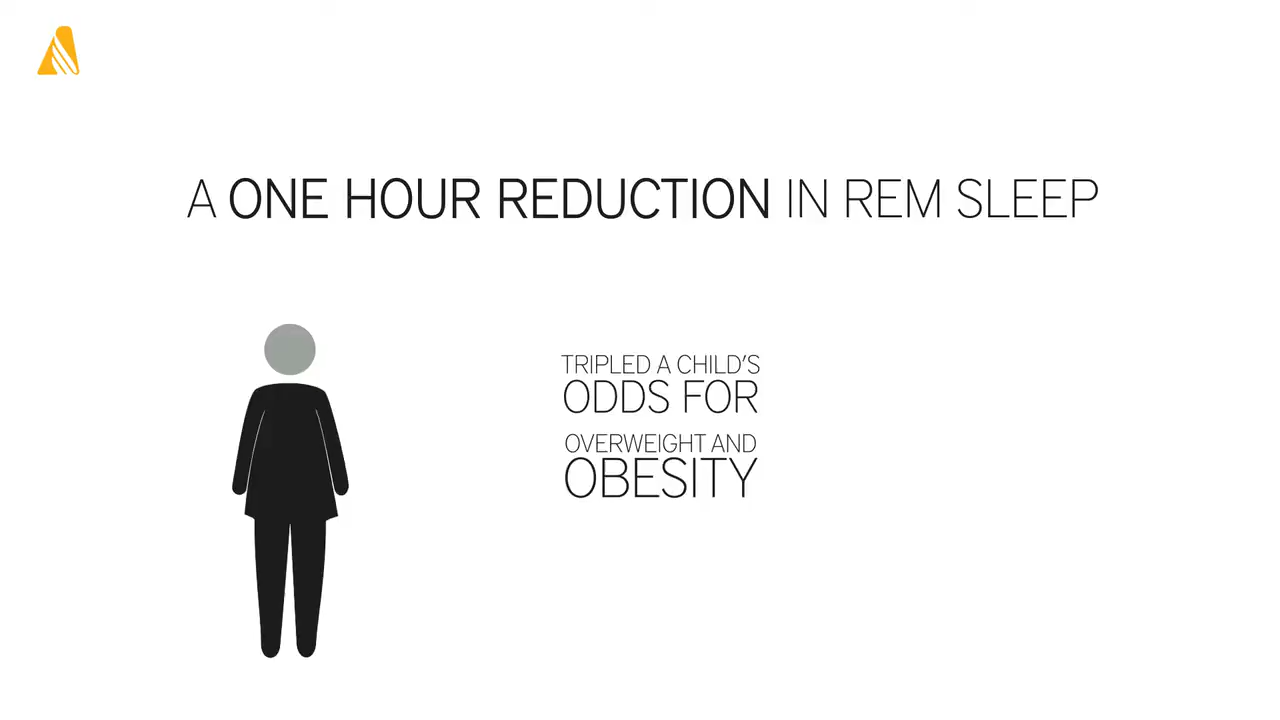 A ONE HOUR REDUCTION IN REM SLEEP
TRIPLED A CHILD'S
ODDS FOR
OVERWEIGHT AND
OBESITY